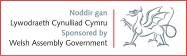 Noddir gan
Lywodraeth Cynulliad Cymru
Sponsored by
Welsh Assembly Government